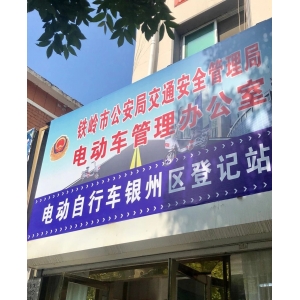 铁岭市公安局交通安全管理局
电动车管理办公室
电动自行车银州区登记站